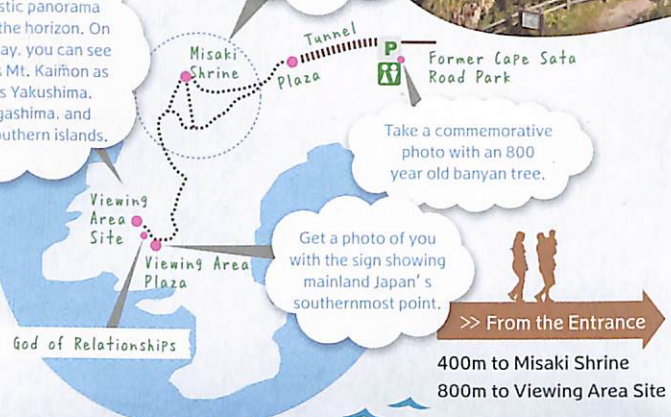 stic panorama
the horizon. On
ay, you can see
s Mt. Kaimon as
s Yakushima.
gashima, and
uthern islands.
Misaki
Shrine
Tunnel
Plaza
P
Former Cape Sata
Road Park
Take a commemorative
photo with an 800
year old banyan tree.
Viewing
Area
Site
Viewing Area
Plaza
Get a photo of you
with the sign showing
mainland Japan's
southernmost point.
God of Relationships
>> From the Entrance
400m to Misaki Shrine
800m to Viewing Area Site